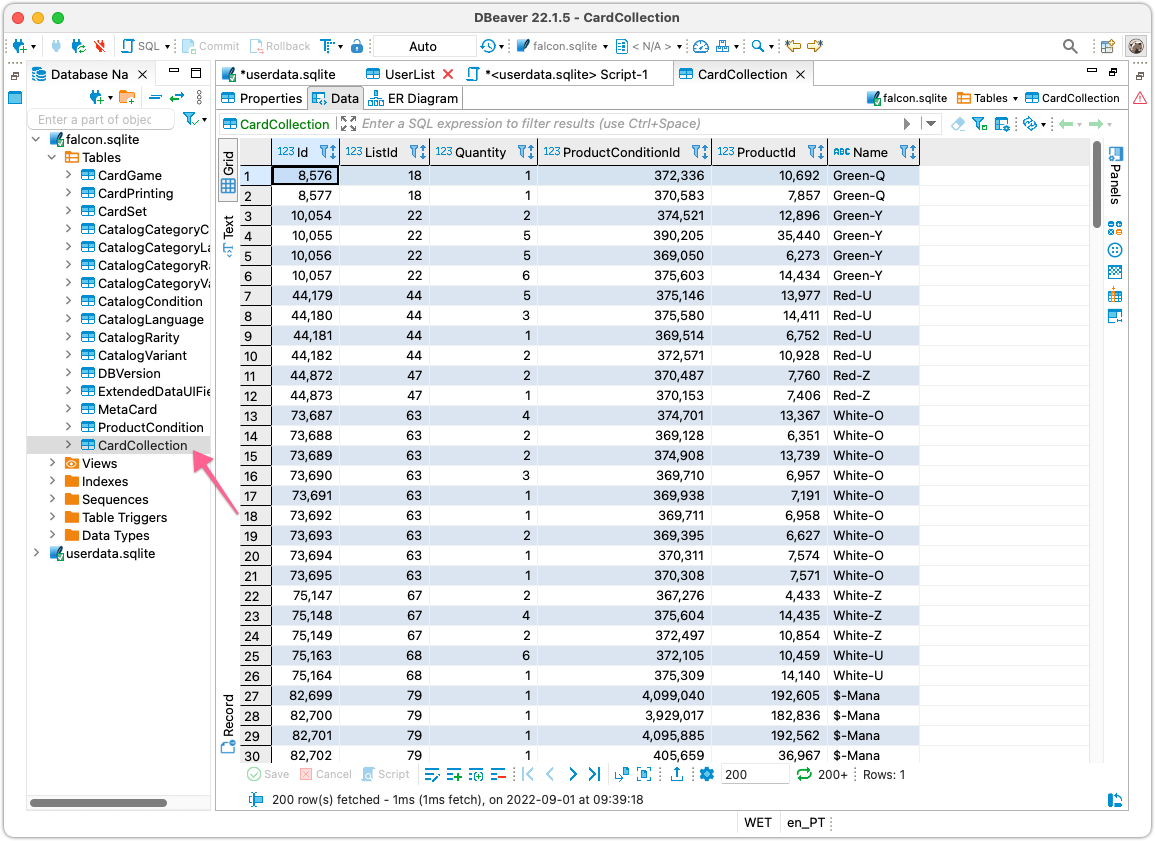 DBeaver 22.1.5 - CardCollection
SQL Commit Rollback Auto falcon.sqlite < N/A >
Database Na *userdata.sqlite UserList *<userdata.sqlite> Script-1 CardCollection
Properties Data ER Diagram falcon.sqlite Tables CardCollection
Enter a part of objec
CardCollection Enter a SQL expression to filter results (use Ctrl+Space)
falcon.sqlite
Tables
CardGame
CardPrinting
CardSet
CatalogCategoryC
CatalogCategoryLa
CatalogCategoryRa
CatalogCategoryVa
CatalogCondition
CatalogLanguage
CatalogRarity
CatalogVariant
DBVersion
ExtendedDataUIFie
MetaCard
ProductCondition
CardCollection
Views
Indexes
Sequences
Table Triggers
Data Types
userdata.sqlite
Grid
Text
Record
Panels
123 Id 123 ListId 123 Quantity 123 ProductConditionId 123 ProductId ABC Name
1 8,576 18 1 372,336 10,692 Green-Q
2 8,577 18 1 370,583 7,857 Green-Q
3 10,054 22 2 374,521 12,896 Green-Y
4 10,055 22 5 390,205 35,440 Green-Y
5 10,056 22 5 369,050 6,273 Green-Y
6 10,057 22 6 375,603 14,434 Green-Y
7 44,179 44 5 375,146 13,977 Red-U
8 44,180 44 3 375,580 14,411 Red-U
9 44,181 44 1 369,514 6,752 Red-U
10 44,182 44 2 372,571 10,928 Red-U
11 44,872 47 2 370,487 7,760 Red-Z
12 44,873 47 1 370,153 7,406 Red-Z
13 73,687 63 4 374,701 13,367 White-O
14 73,688 63 2 369,128 6,351 White-O
15 73,689 63 2 374,908 13,739 White-O
16 73,690 63 3 369,710 6,957 White-O
17 73,691 63 1 369,938 7,191 White-O
18 73,692 63 1 369,711 6,958 White-O
19 73,693 63 2 369,395 6,627 White-O
20 73,694 63 1 370,311 7,574 White-O
21 73,695 63 1 370,308 7,571 White-O
22 75,147 67 2 367,276 4,433 White-Z
23 75,148 67 4 375,604 14,435 White-Z
24 75,149 67 2 372,497 10,854 White-Z
25 75,163 68 6 372,105 10,459 White-U
26 75,164 68 1 375,309 14,140 White-U
27 82,699 79 1 4,099,040 192,605 $-Mana
28 82,700 79 1 3,929,017 182,836 $-Mana
29 82,701 79 1 4,095,885 192,562 $-Mana
30 82,702 79 1 405,659 36,967 $-Mana
Save Cancel Script 200 200+ Rows: 1
200 row(s) fetched - 1ms (1ms fetch), on 2022-09-01 at 09:39:18
WET en_PT